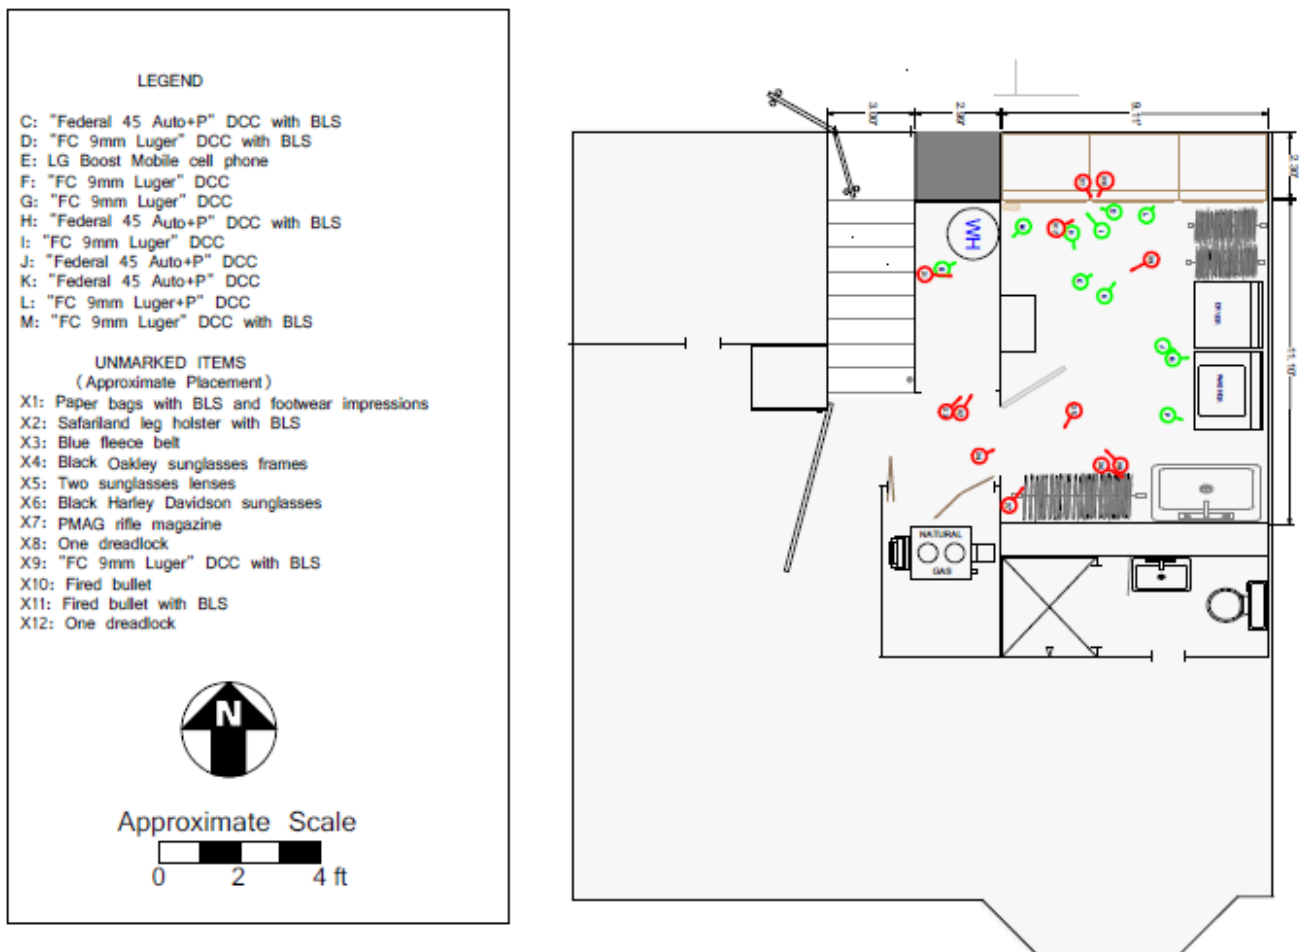 LEGEND
C: "Federal 45 Auto+P" DCC with BLS
D: "FC 9mm Luger" DCC with BLS
E: LG Boost Mobile cell phone
F: "FC 9mm Luger" DCC
G: "FC 9mm Luger" DCC
H: "Federal 45 Auto+P" DCC with BLS
I: "FC 9mm Luger" DCC
J: "Federal 45 Auto+P" DCC
K: "Federal 45 Auto+P" DCC
L: "FC 9mm Luger+P" DCC
M: "FC 9mm Luger" DCC with BLS
UNMARKED ITEMS
(Approximate Placement)
X1: Paper bags with BLS and footwear impressions
X2: Safariland leg holster with BLS
X3: Blue fleece belt
X4: Black Oakley sunglasses frames
X5: Two sunglasses lenses
X6: Black Harley Davidson sunglasses
X7: PMAG rifle magazine
X8: One dreadlock
X9: "FC 9mm Luger" DCC with BLS
X10: Fired bullet
X11: Fired bullet with BLS
X12: One dreadlock
N
Approximate Scale
0 2 4 ft
9.11"
11.10"
WH
NATURAL
GAS